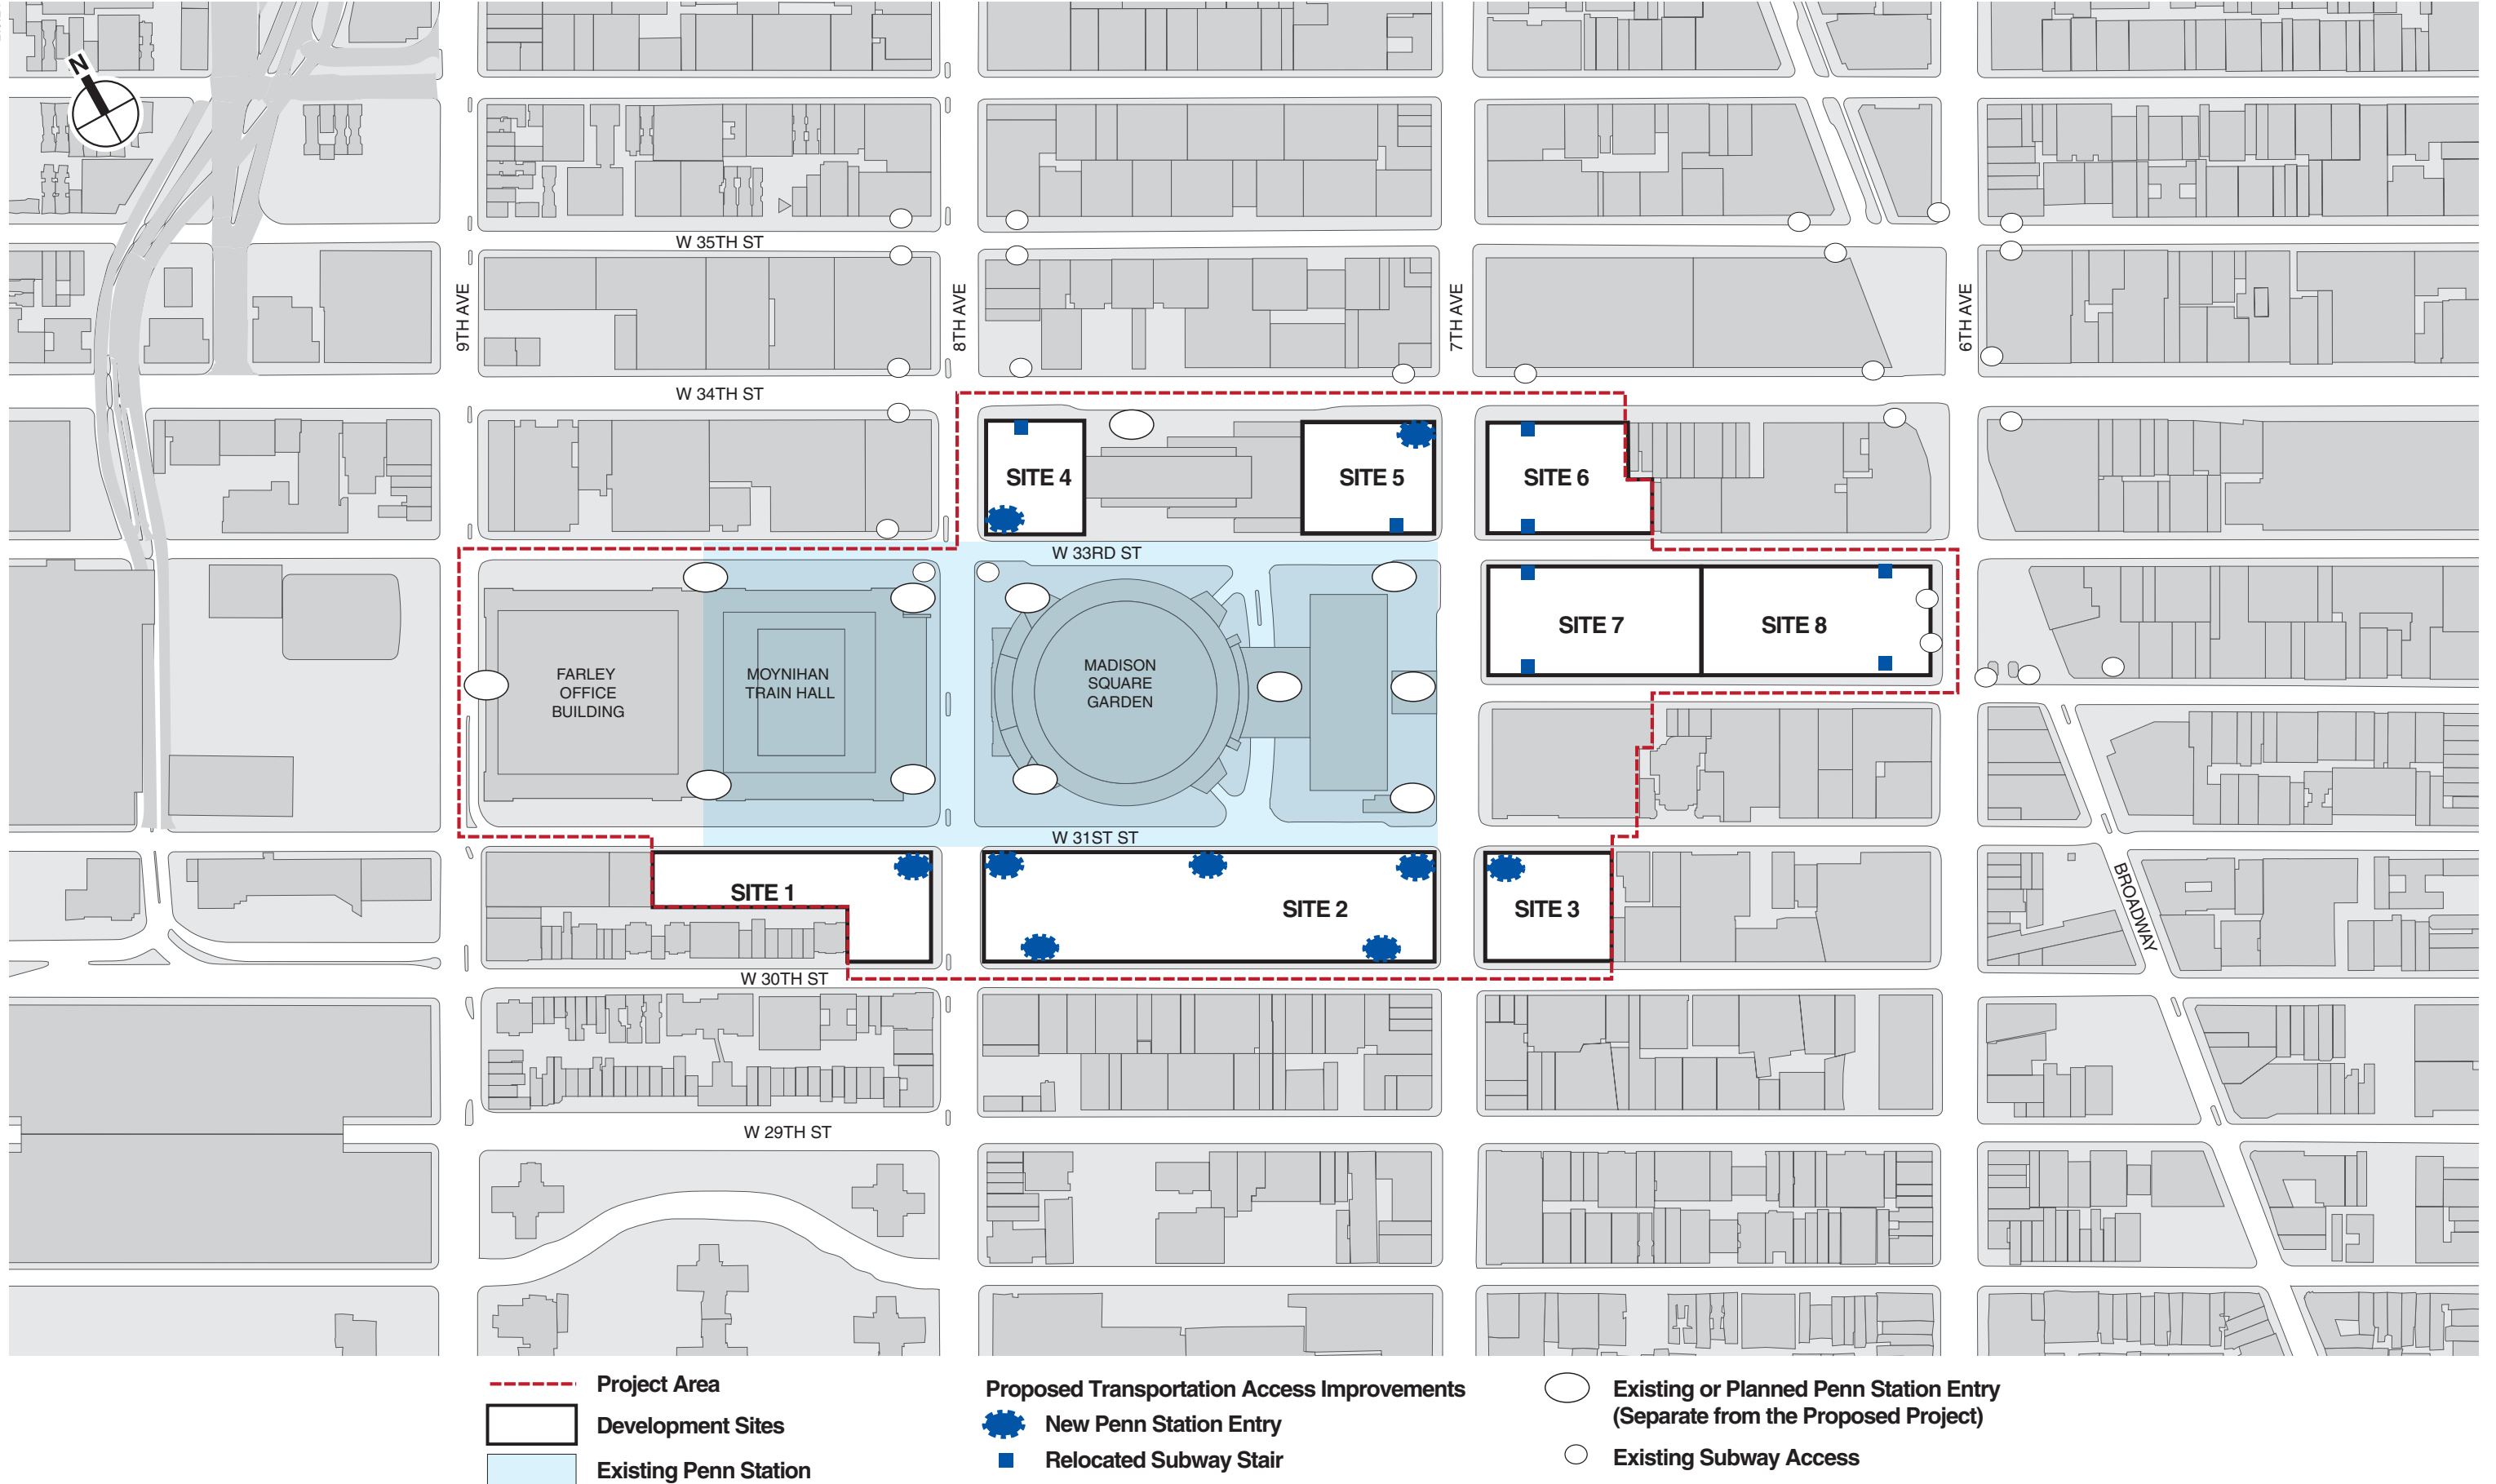 N
W 35TH ST
9TH AVE
8TH AVE
7TH AVE
6TH AVE
W 34TH ST
SITE 4
SITE 5
SITE 6
W 33RD ST
SITE 7
SITE 8
FARLEY
OFFICE
BUILDING
MOYNIHAN
TRAIN HALL
MADISON
SQUARE
GARDEN
W 31ST ST
SITE 1
SITE 2
SITE 3
BROADWAY
W 30TH ST
W 29TH ST
Project Area
Development Sites
Existing Penn Station
Proposed Transportation Access Improvements
New Penn Station Entry
Relocated Subway Stair
Existing or Planned Penn Station Entry
(Separate from the Proposed Project)
Existing Subway Access